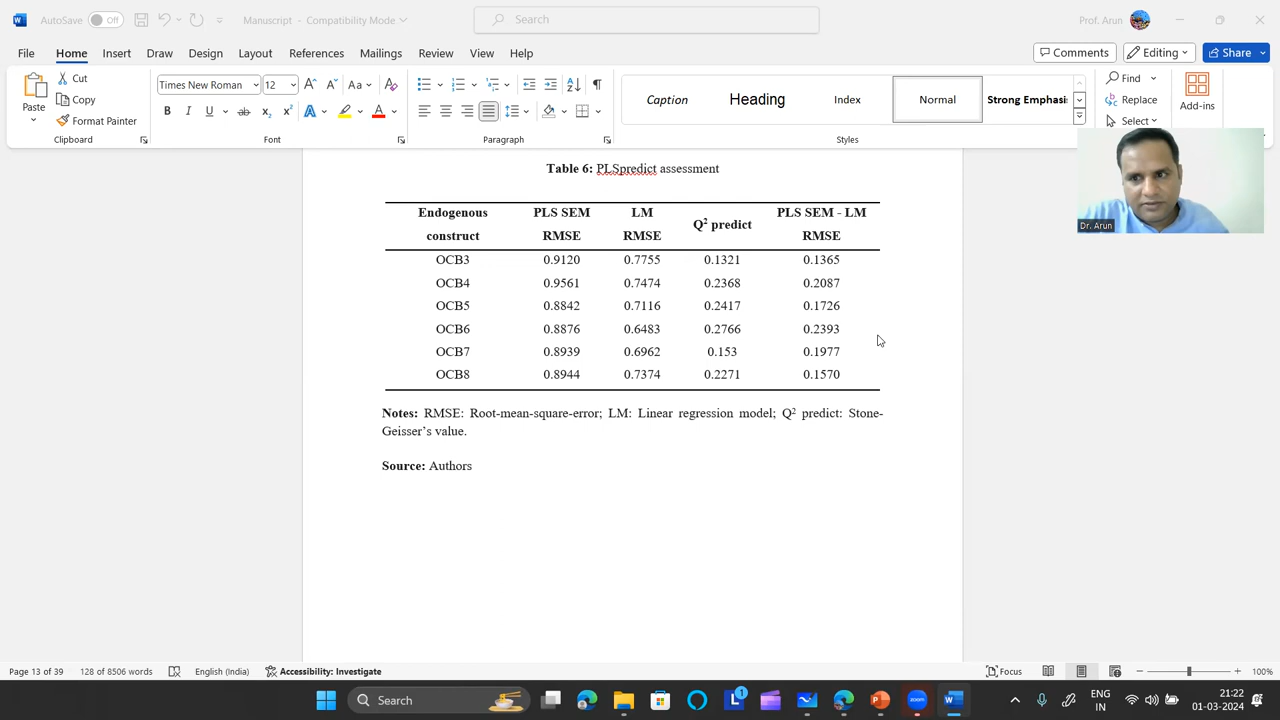 AutoSave Off Manuscript - Compatibility Mode Search Prof. Arun
File Home Insert Draw Design Layout References Mailings Review View Help Comments Editing Share
Paste Cut Copy Format Painter
Times New Roman 12 Aa
B I U ab x₂ x² A A
Caption Heading Index Normal Strong Emphasi
Find Replace Select Add-ins
Clipboard Font Paragraph Styles
Dr. Arun
Table 6: PLSpredict assessment
Endogenous construct PLS SEM RMSE LM RMSE Q² predict PLS SEM - LM RMSE
OCB3 0.9120 0.7755 0.1321 0.1365
OCB4 0.9561 0.7474 0.2368 0.2087
OCB5 0.8842 0.7116 0.2417 0.1726
OCB6 0.8876 0.6483 0.2766 0.2393
OCB7 0.8939 0.6962 0.153 0.1977
OCB8 0.8944 0.7374 0.2271 0.1570
Notes: RMSE: Root-mean-square-error; LM: Linear regression model; Q² predict: Stone-
Geisser’s value.
Source: Authors
Page 13 of 39 128 of 8506 words English (India) Accessibility: Investigate Focus 100%
Search zoom L 1 ENG IN 21:22 01-03-2024